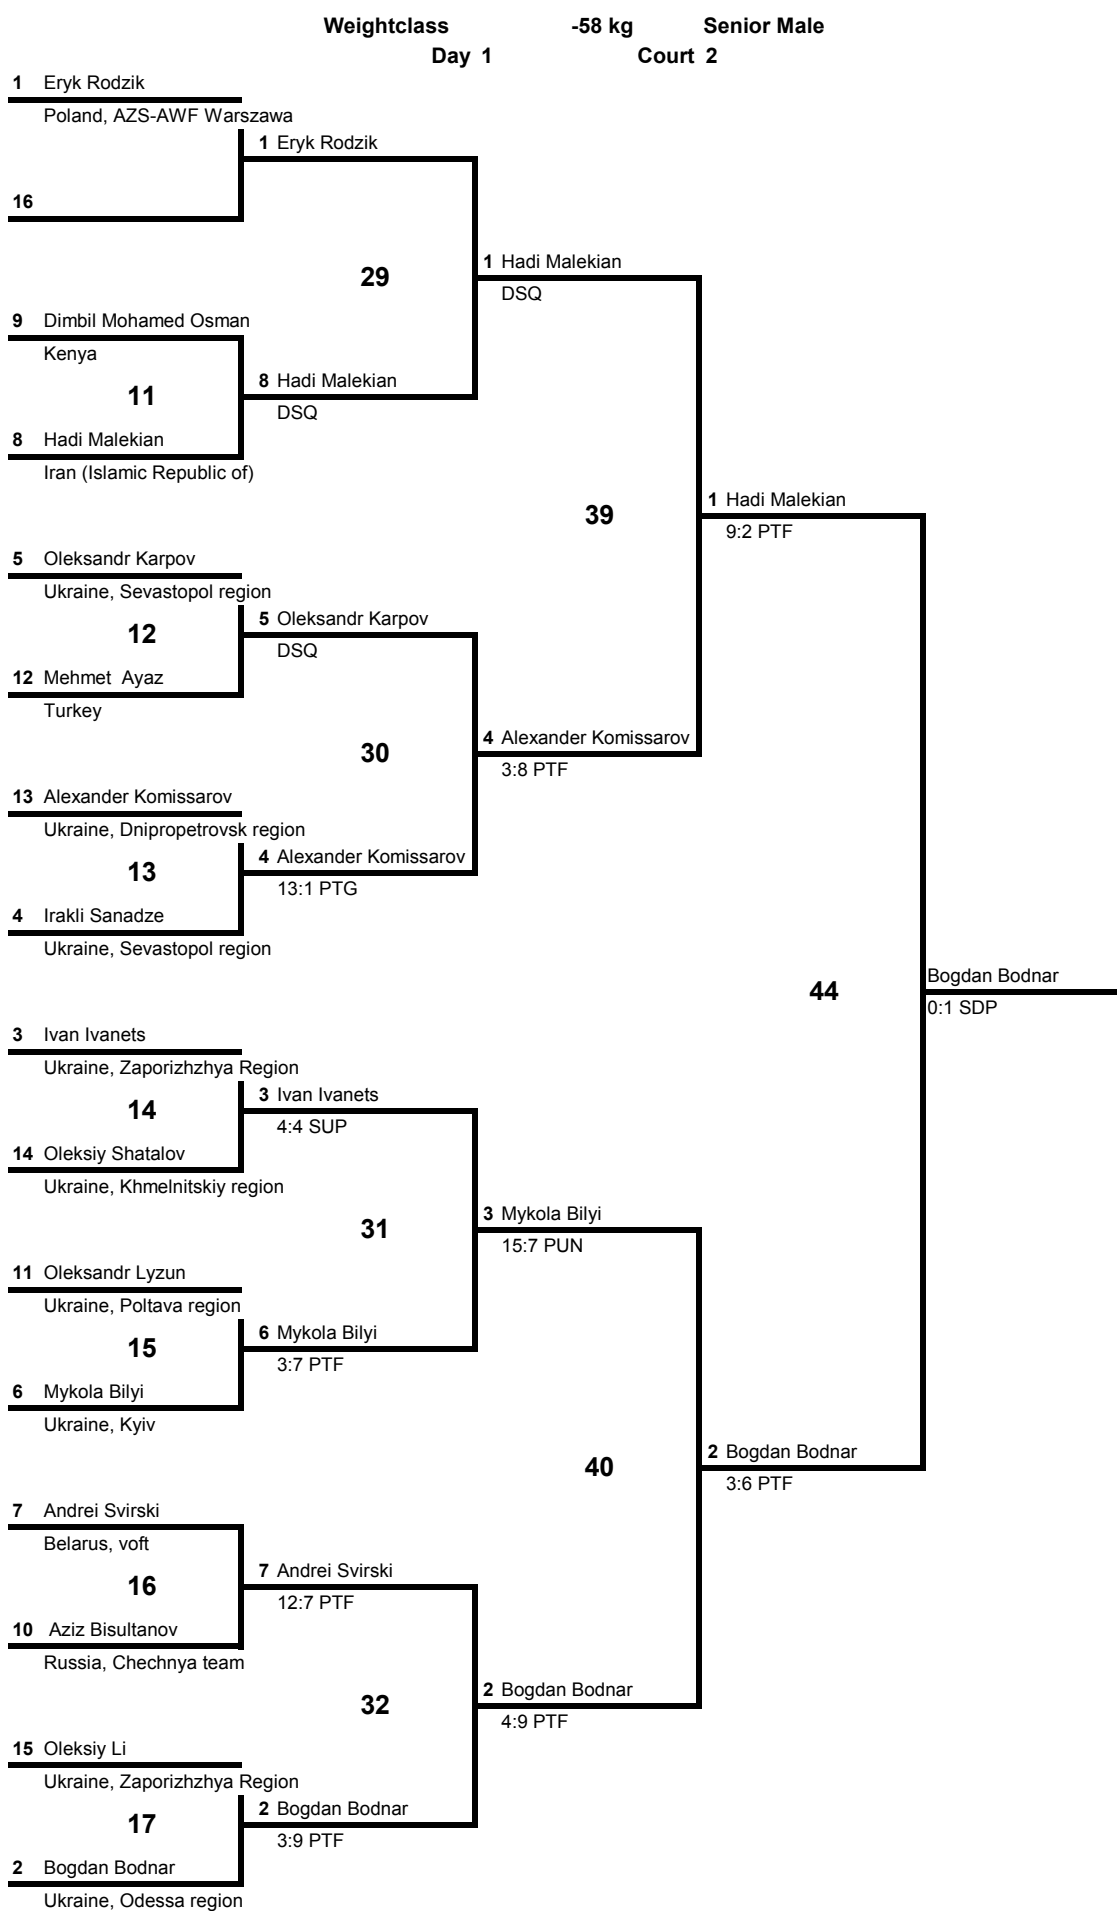 Weightclass -58 kg Senior Male
Day 1 Court 2
1 Eryk Rodzik
Poland, AZS-AWF Warszawa
1 Eryk Rodzik
16
29
1 Hadi Malekian
DSQ
9 Dimbil Mohamed Osman
Kenya
11
8 Hadi Malekian
DSQ
8 Hadi Malekian
Iran (Islamic Republic of)
39
1 Hadi Malekian
9:2 PTF
5 Oleksandr Karpov
Ukraine, Sevastopol region
12
5 Oleksandr Karpov
DSQ
12 Mehmet Ayaz
Turkey
30
4 Alexander Komissarov
3:8 PTF
13 Alexander Komissarov
Ukraine, Dnipropetrovsk region
13
4 Alexander Komissarov
13:1 PTG
4 Irakli Sanadze
Ukraine, Sevastopol region
44
Bogdan Bodnar
0:1 SDP
3 Ivan Ivanets
Ukraine, Zaporizhzhya Region
14
3 Ivan Ivanets
4:4 SUP
14 Oleksiy Shatalov
Ukraine, Khmelnitskiy region
31
3 Mykola Bilyi
15:7 PUN
11 Oleksandr Lyzun
Ukraine, Poltava region
15
6 Mykola Bilyi
3:7 PTF
6 Mykola Bilyi
Ukraine, Kyiv
40
2 Bogdan Bodnar
3:6 PTF
7 Andrei Svirski
Belarus, voft
16
7 Andrei Svirski
12:7 PTF
10 Aziz Bisultanov
Russia, Chechnya team
32
2 Bogdan Bodnar
4:9 PTF
15 Oleksiy Li
Ukraine, Zaporizhzhya Region
17
2 Bogdan Bodnar
3:9 PTF
2 Bogdan Bodnar
Ukraine, Odessa region